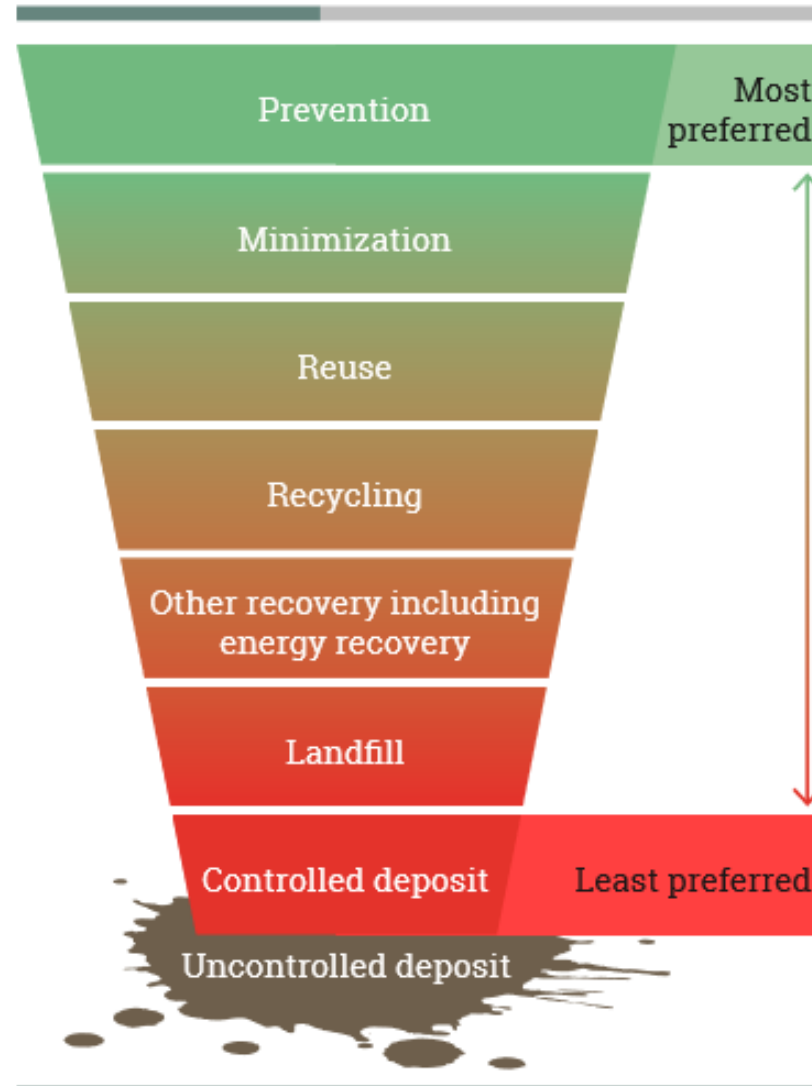 Prevention
Most
preferred
Minimization
Reuse
Recycling
Other recovery including
energy recovery
Landfill
Controlled deposit
Least preferred
Uncontrolled deposit